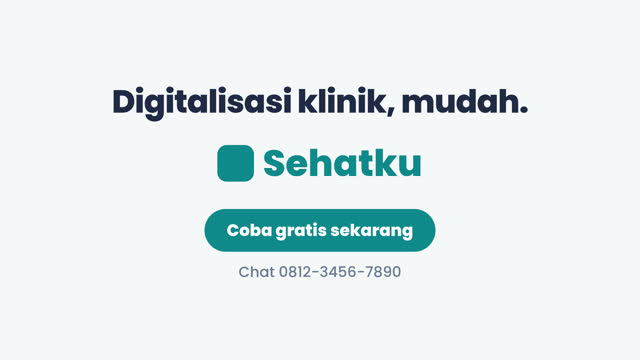 Digitalisasi klinik, mudah.
Sehatku
Coba gratis sekarang
Chat 0812-3456-7890